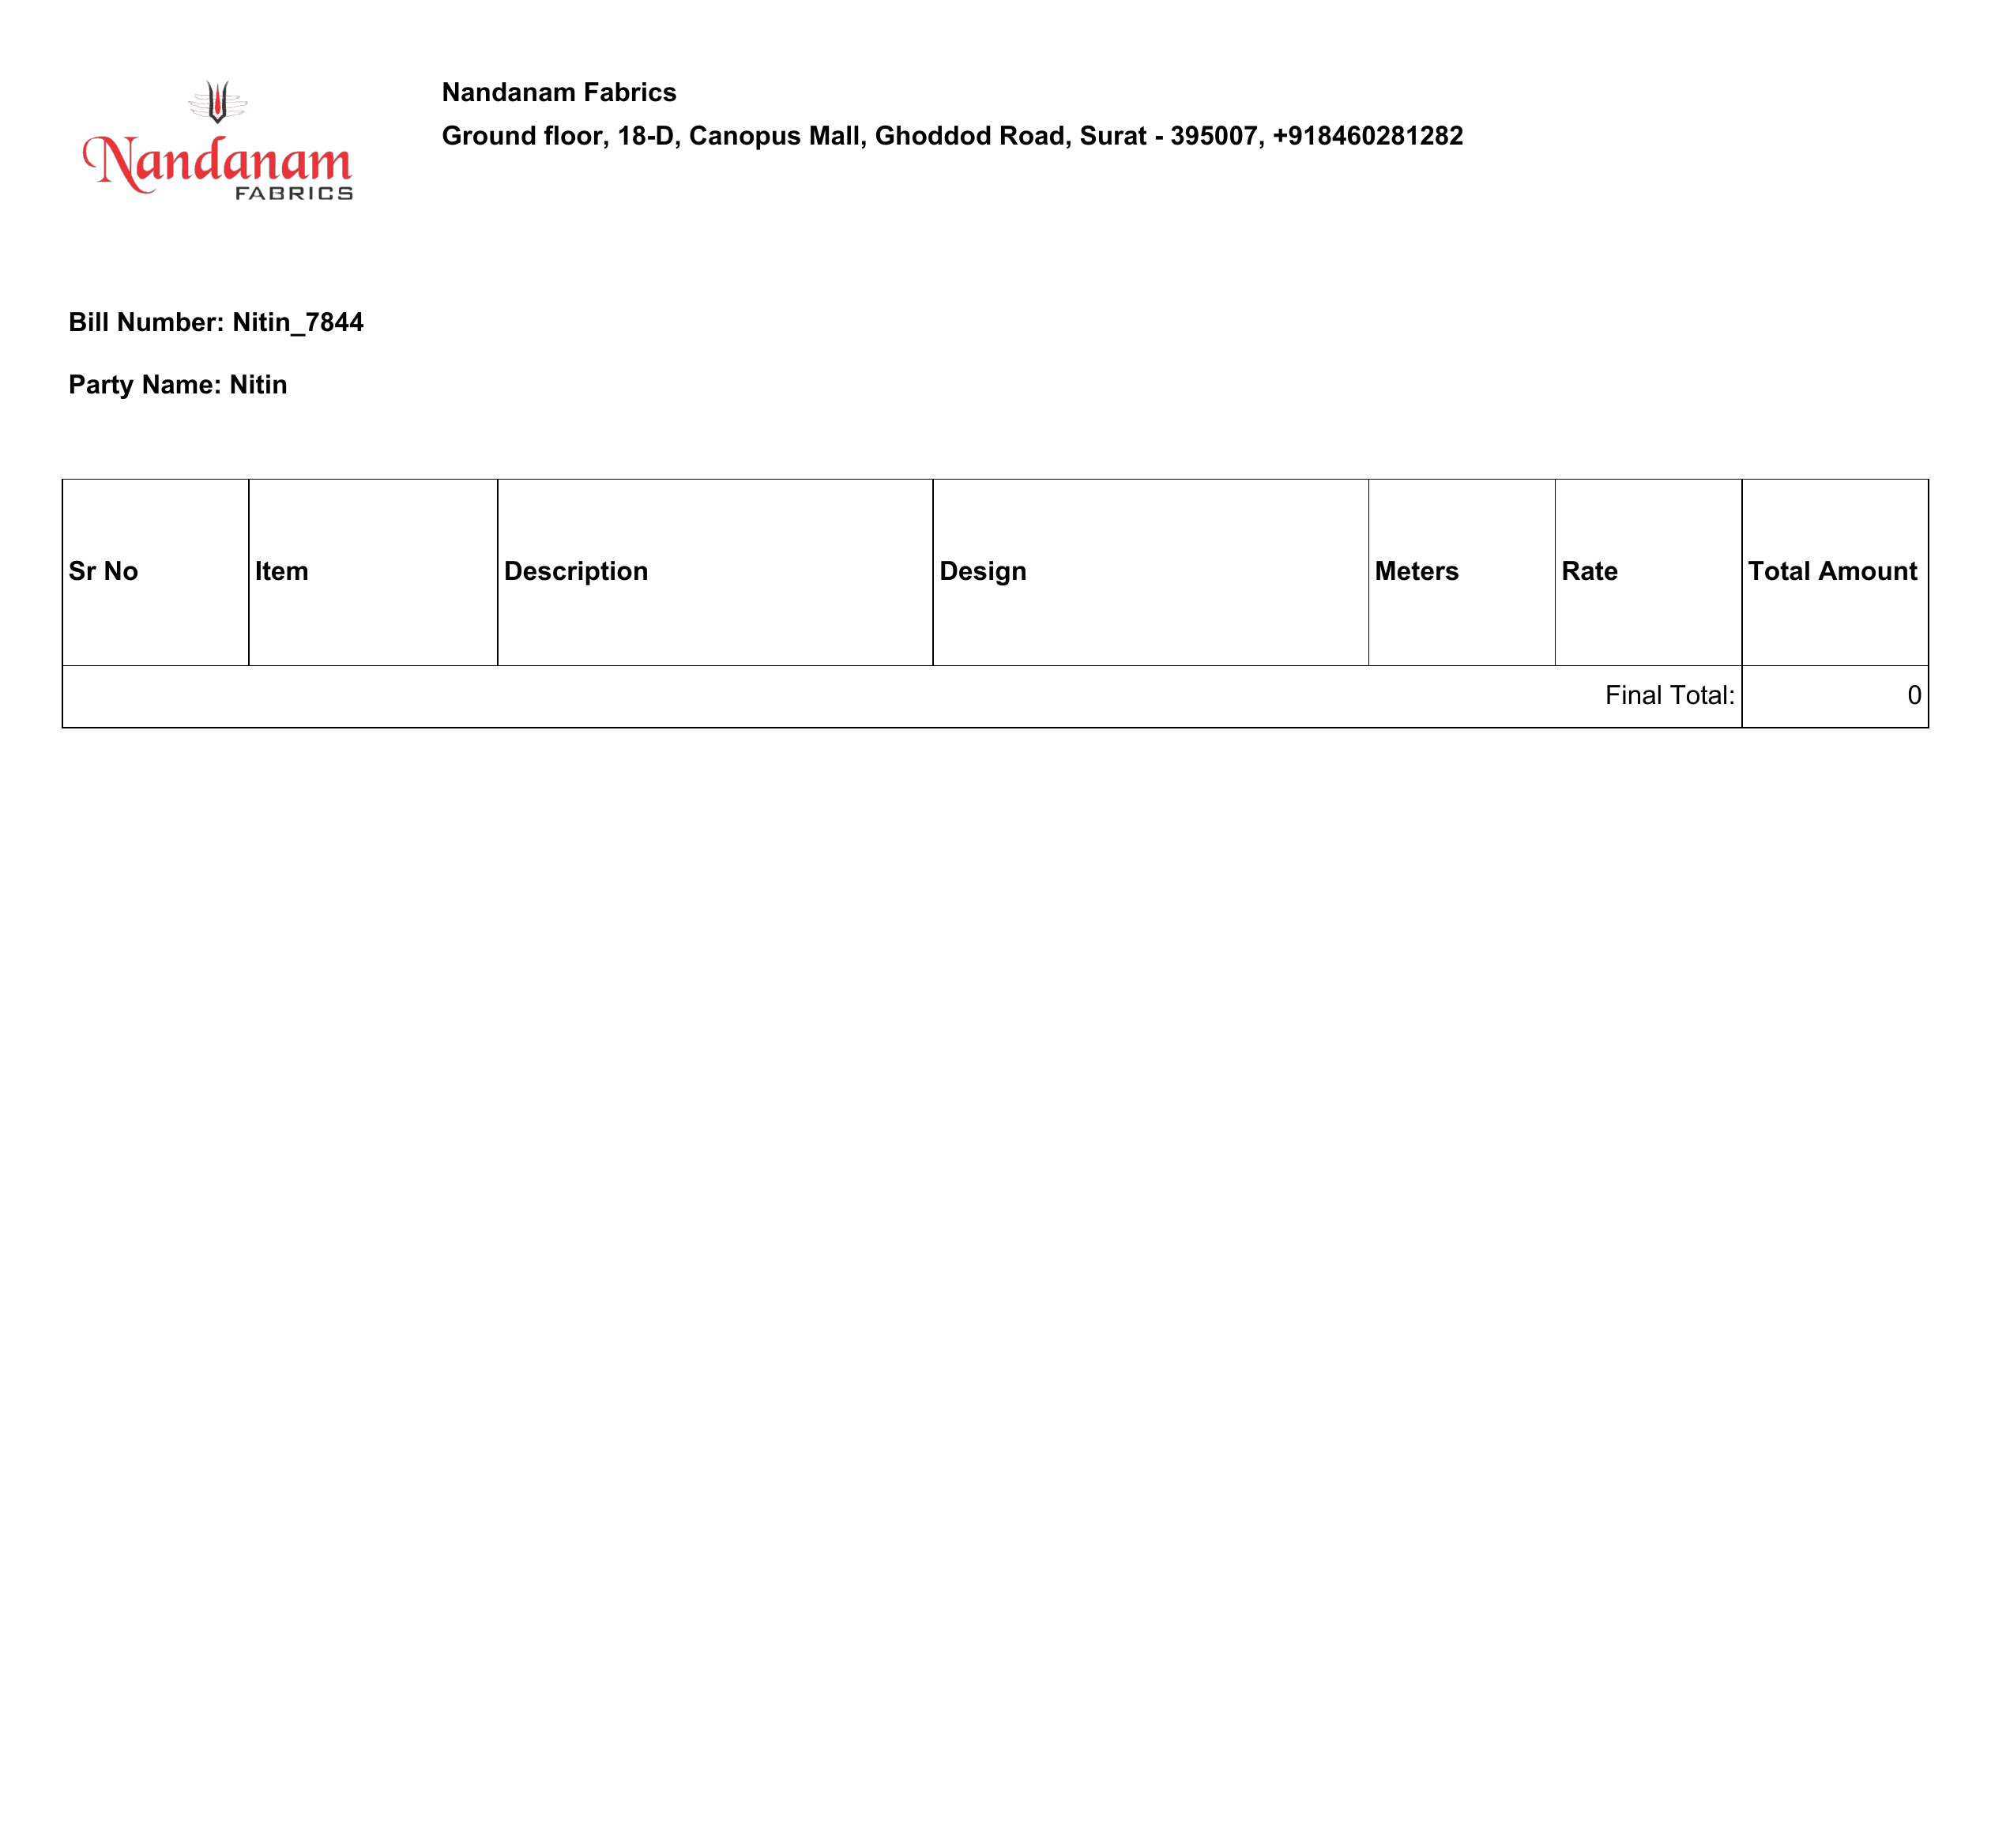 Nandanam
FABRICS
Nandanam Fabrics
Ground floor, 18-D, Canopus Mall, Ghoddod Road, Surat - 395007, +918460281282
Bill Number: Nitin_7844
Party Name: Nitin
Sr No Item Description Design Meters Rate Total Amount
Final Total: 0